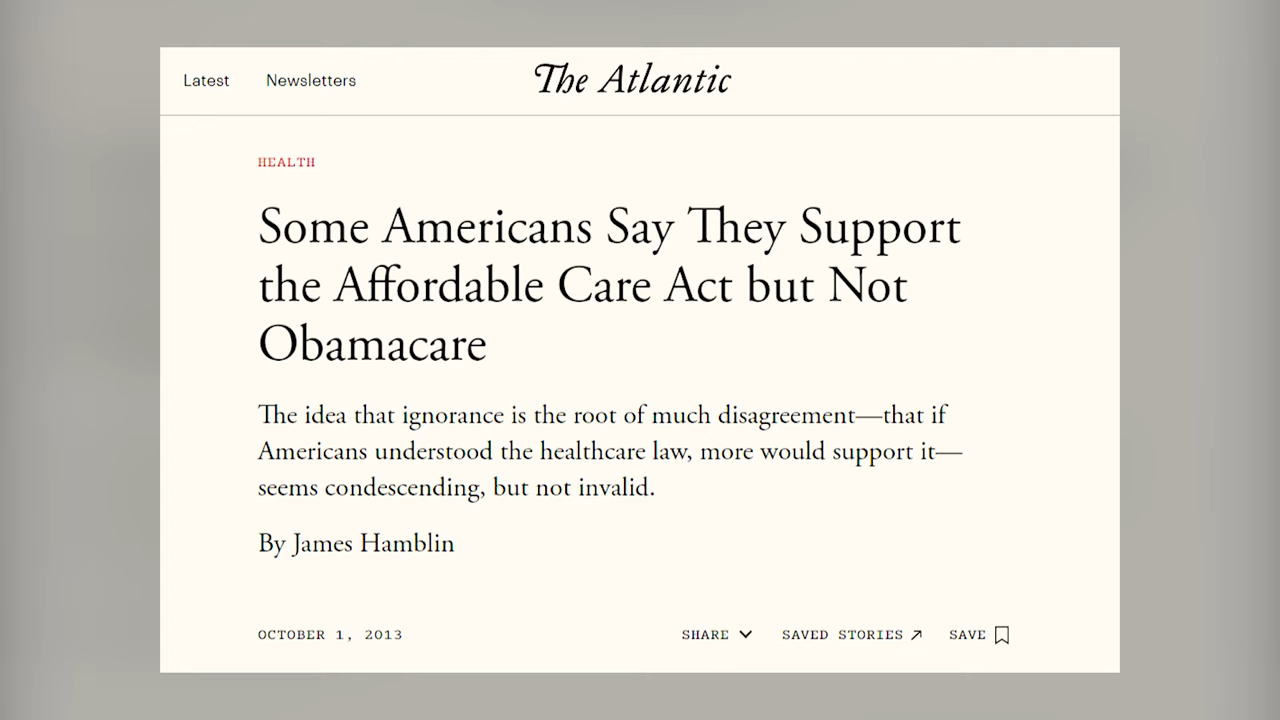 Latest Newsletters The Atlantic
HEALTH
Some Americans Say They Support
the Affordable Care Act but Not
Obamacare
The idea that ignorance is the root of much disagreement—that if
Americans understood the healthcare law, more would support it—
seems condescending, but not invalid.
By James Hamblin
OCTOBER 1, 2013 SHARE SAVED STORIES SAVE